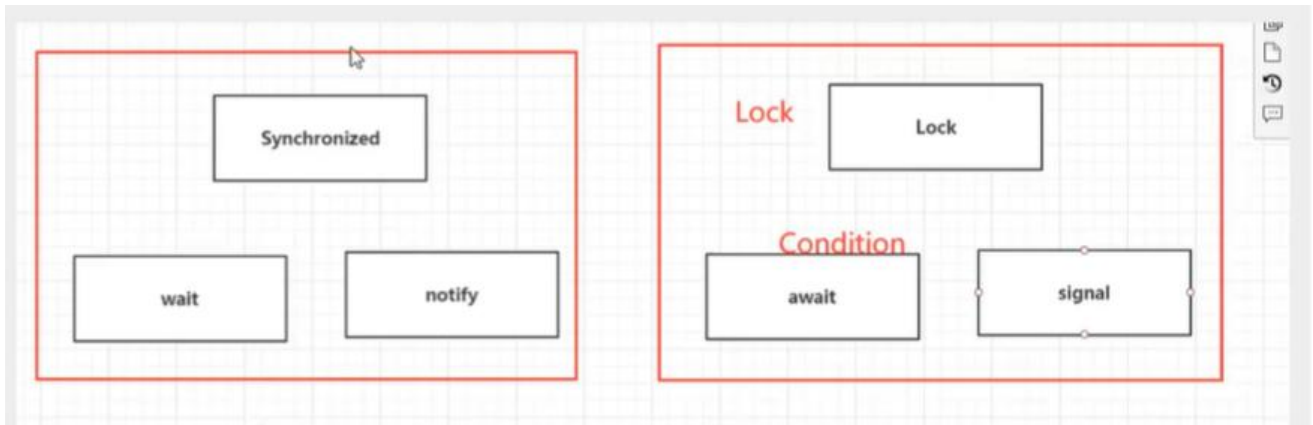 Synchronized
wait
notify
Lock
Lock
Condition
await
signal